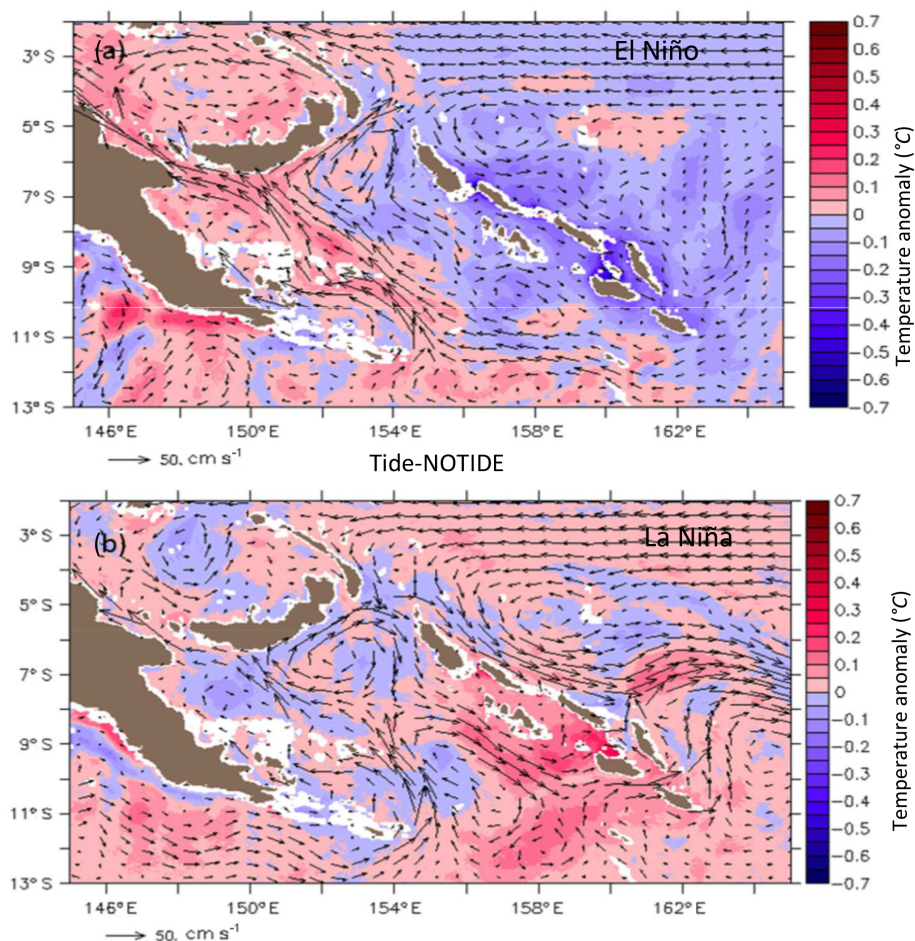 (a)
El Niño
3° S
5° S
7° S
9° S
11° S
13° S
146°E
150°E
154°E
158°E
162°E
50. cm s-1
0.7
0.6
0.5
0.4
0.3
0.2
0.1
0
-0.1
-0.2
-0.3
-0.4
-0.5
-0.6
-0.7
Temperature anomaly (°C)
Tide-NOTIDE
(b)
La Niña
3° S
5° S
7° S
9° S
11° S
13° S
146°E
150°E
154°E
158°E
162°E
50. cm s-1
0.7
0.6
0.5
0.4
0.3
0.2
0.1
0
-0.1
-0.2
-0.3
-0.4
-0.5
-0.6
-0.7
Temperature anomaly (°C)